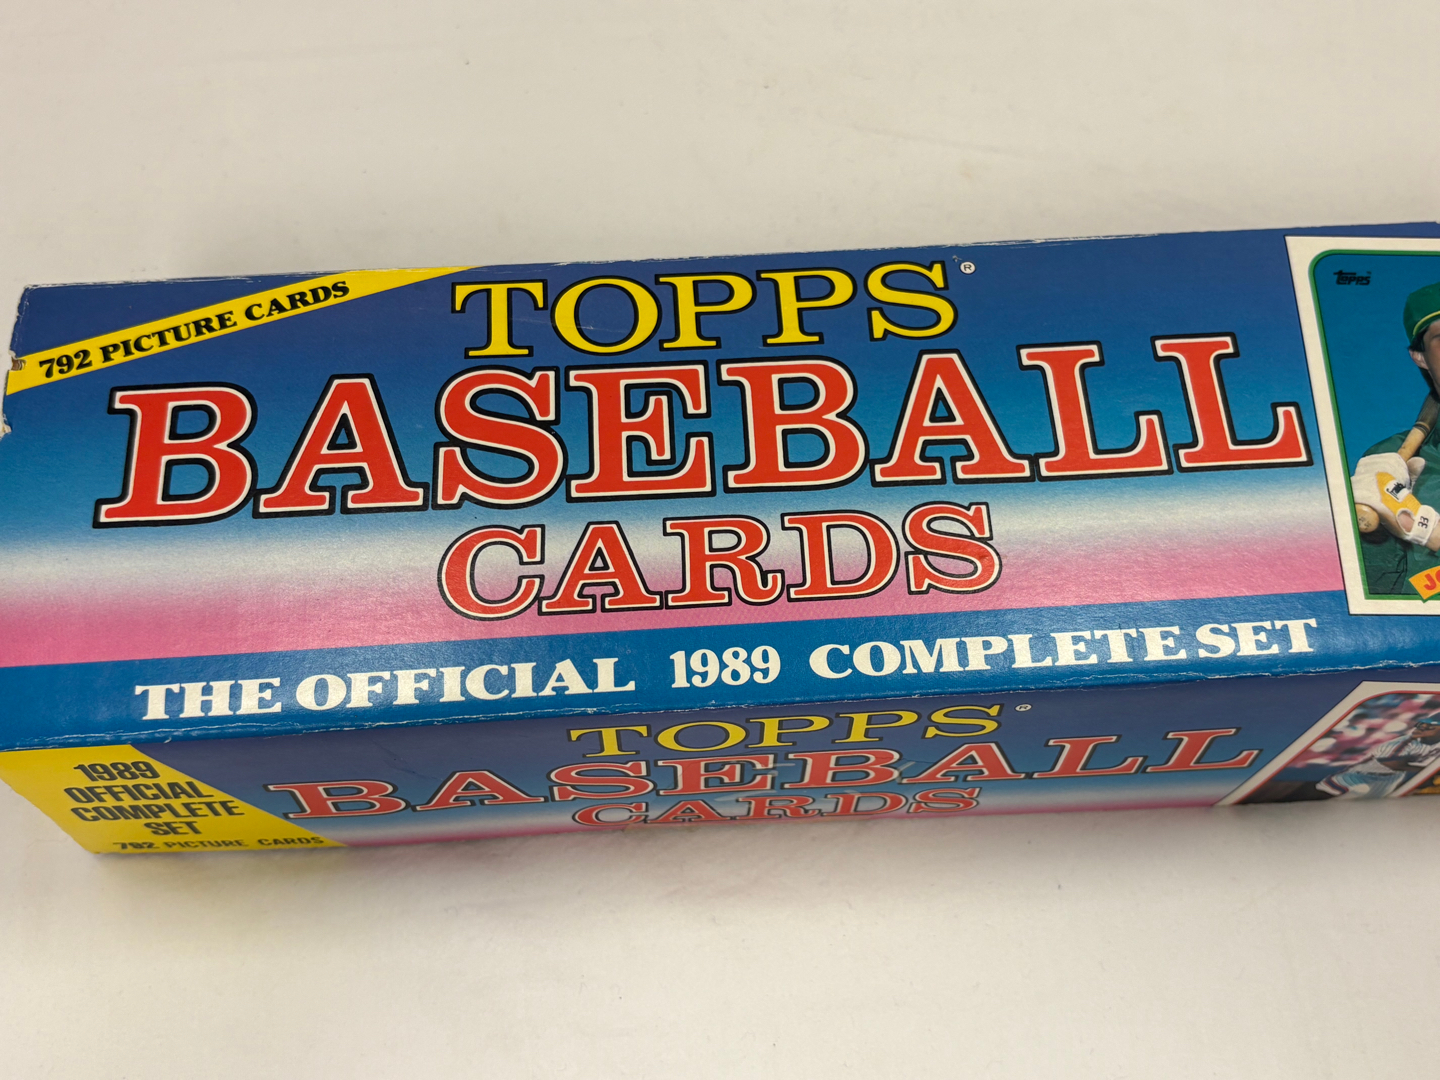 792 PICTURE CARDS
TOPPS®
BASEBALL
CARDS
THE OFFICIAL 1989 COMPLETE SET
TOPPS
33
JO
1989
OFFICIAL
COMPLETE
SET
792 PICTURE CARDS
TOPPS®
BASEBALL
CARDS